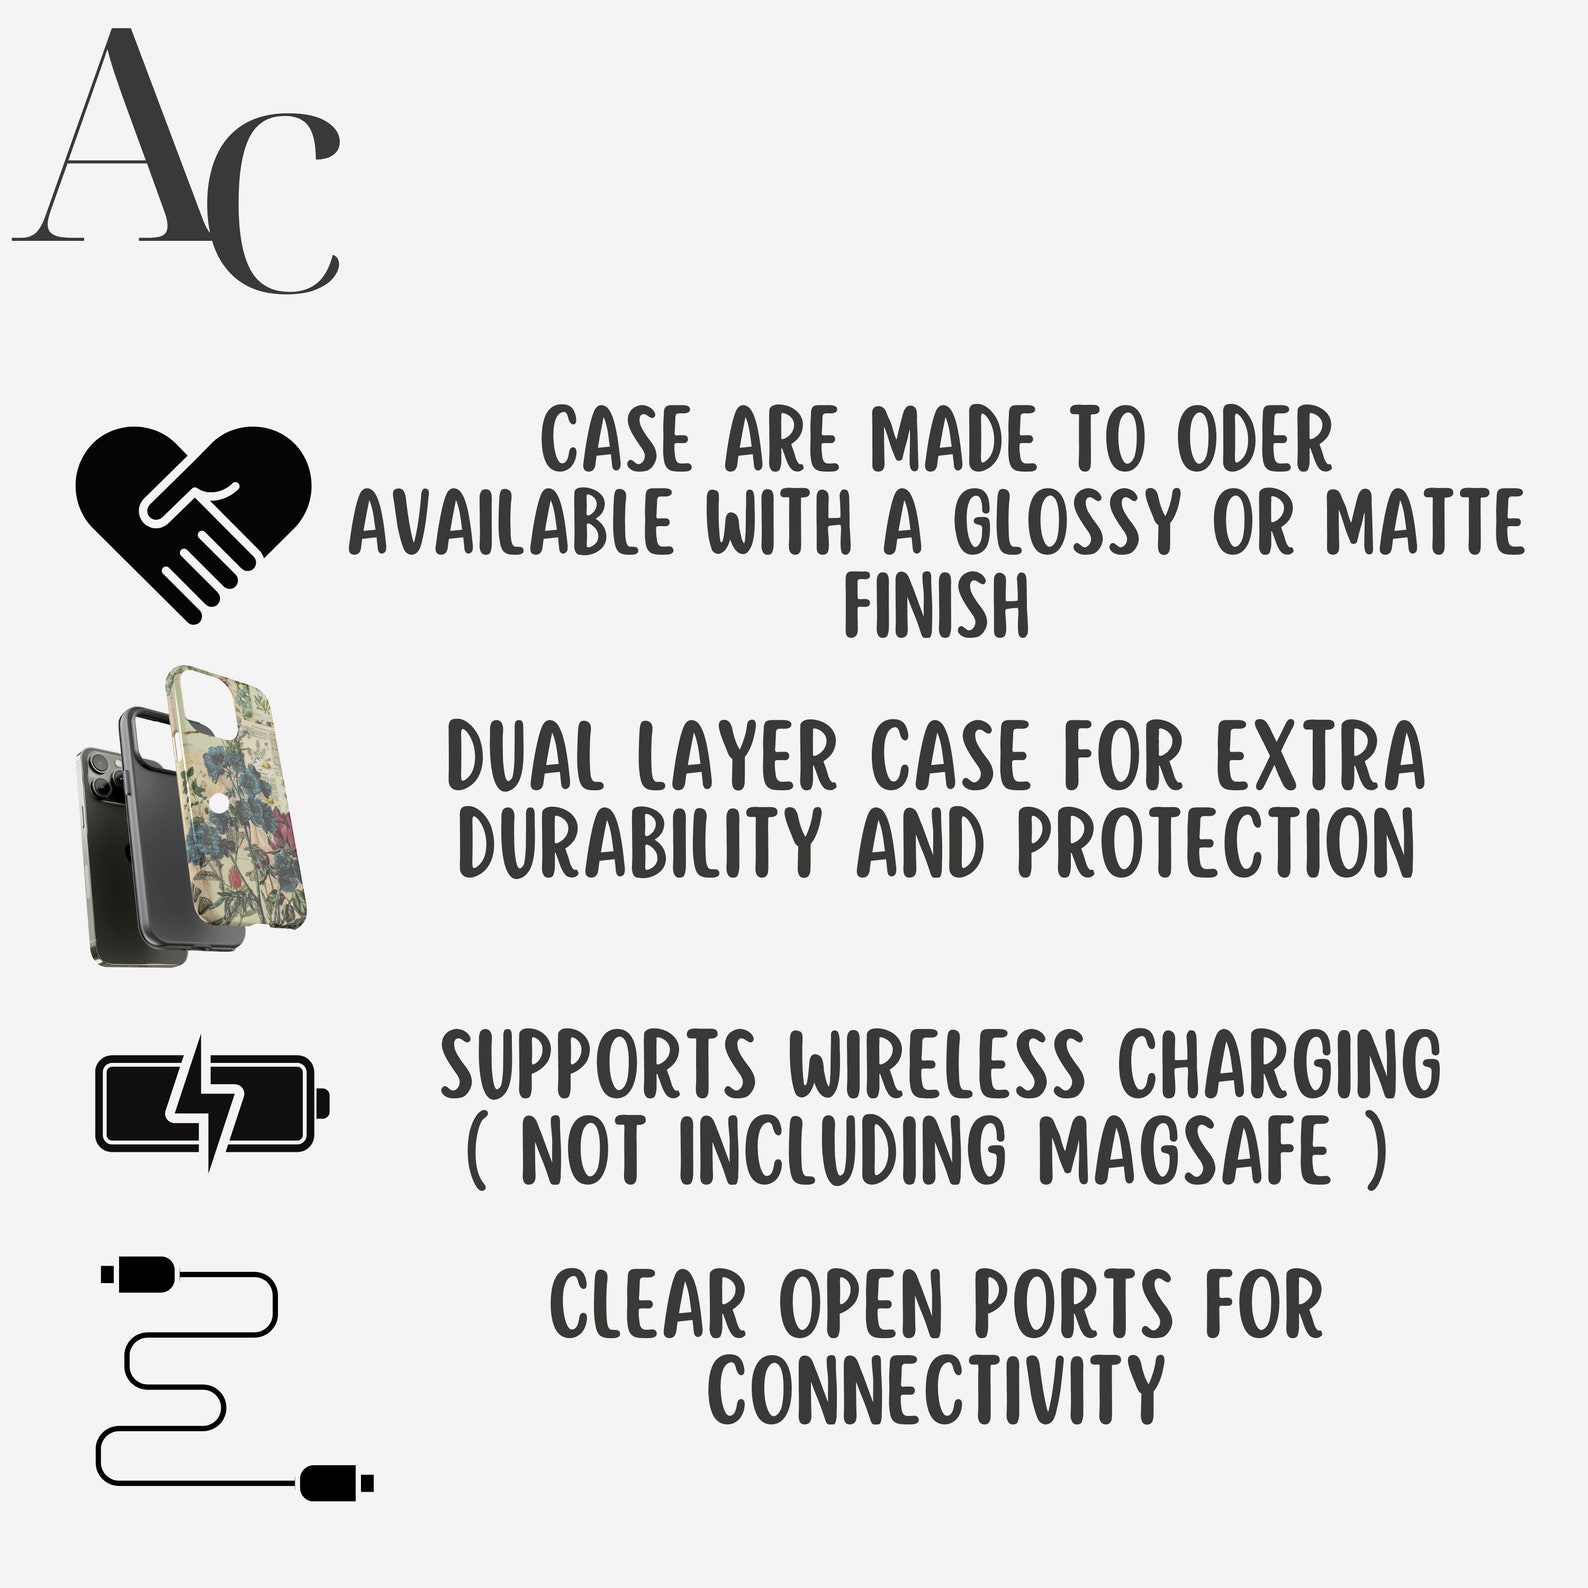 AC
CASE ARE MADE TO ODER
AVAILABLE WITH A GLOSSY OR MATTE
FINISH
DUAL LAYER CASE FOR EXTRA
DURABILITY AND PROTECTION
SUPPORTS WIRELESS CHARGING
( NOT INCLUDING MAGSAFE )
CLEAR OPEN PORTS FOR
CONNECTIVITY